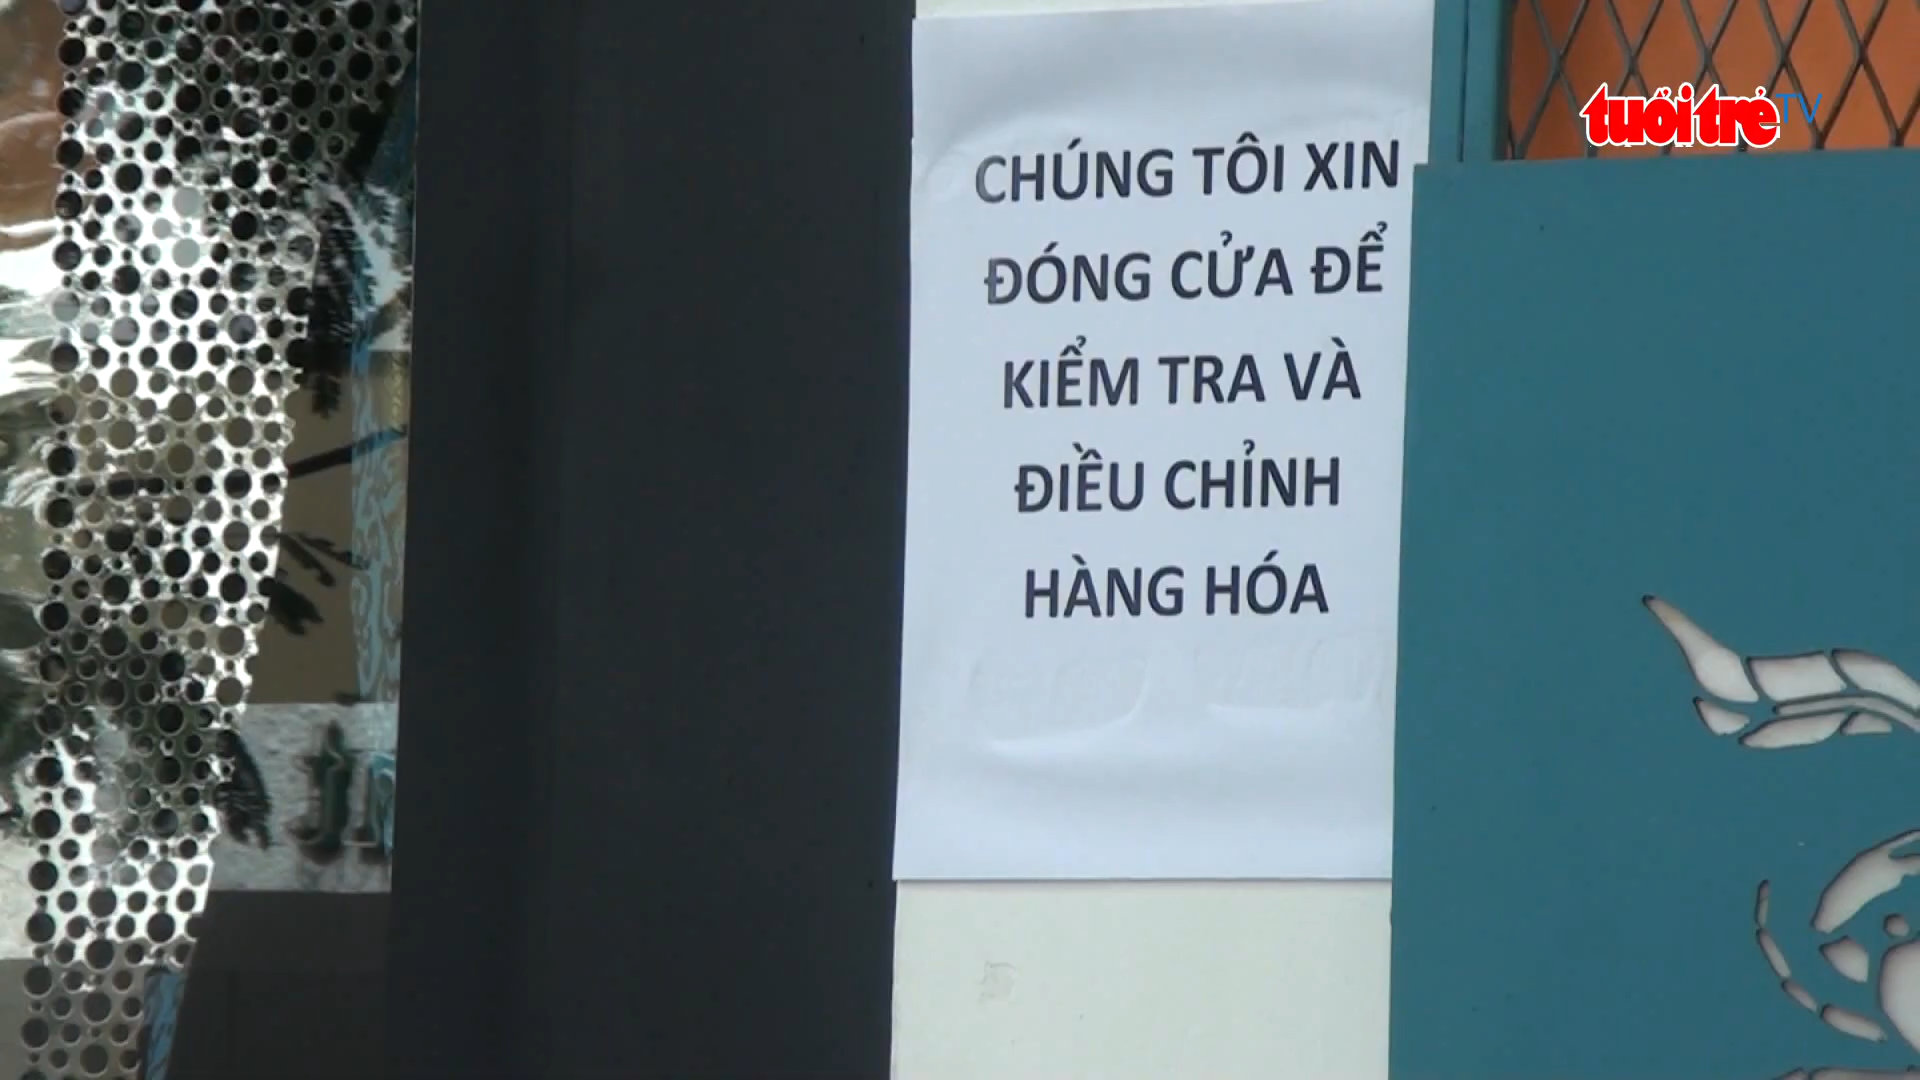 tuổi trẻ TV
CHÚNG TÔI XIN
ĐÓNG CỬA ĐỂ
KIỂM TRA VÀ
ĐIỀU CHỈNH
HÀNG HÓA